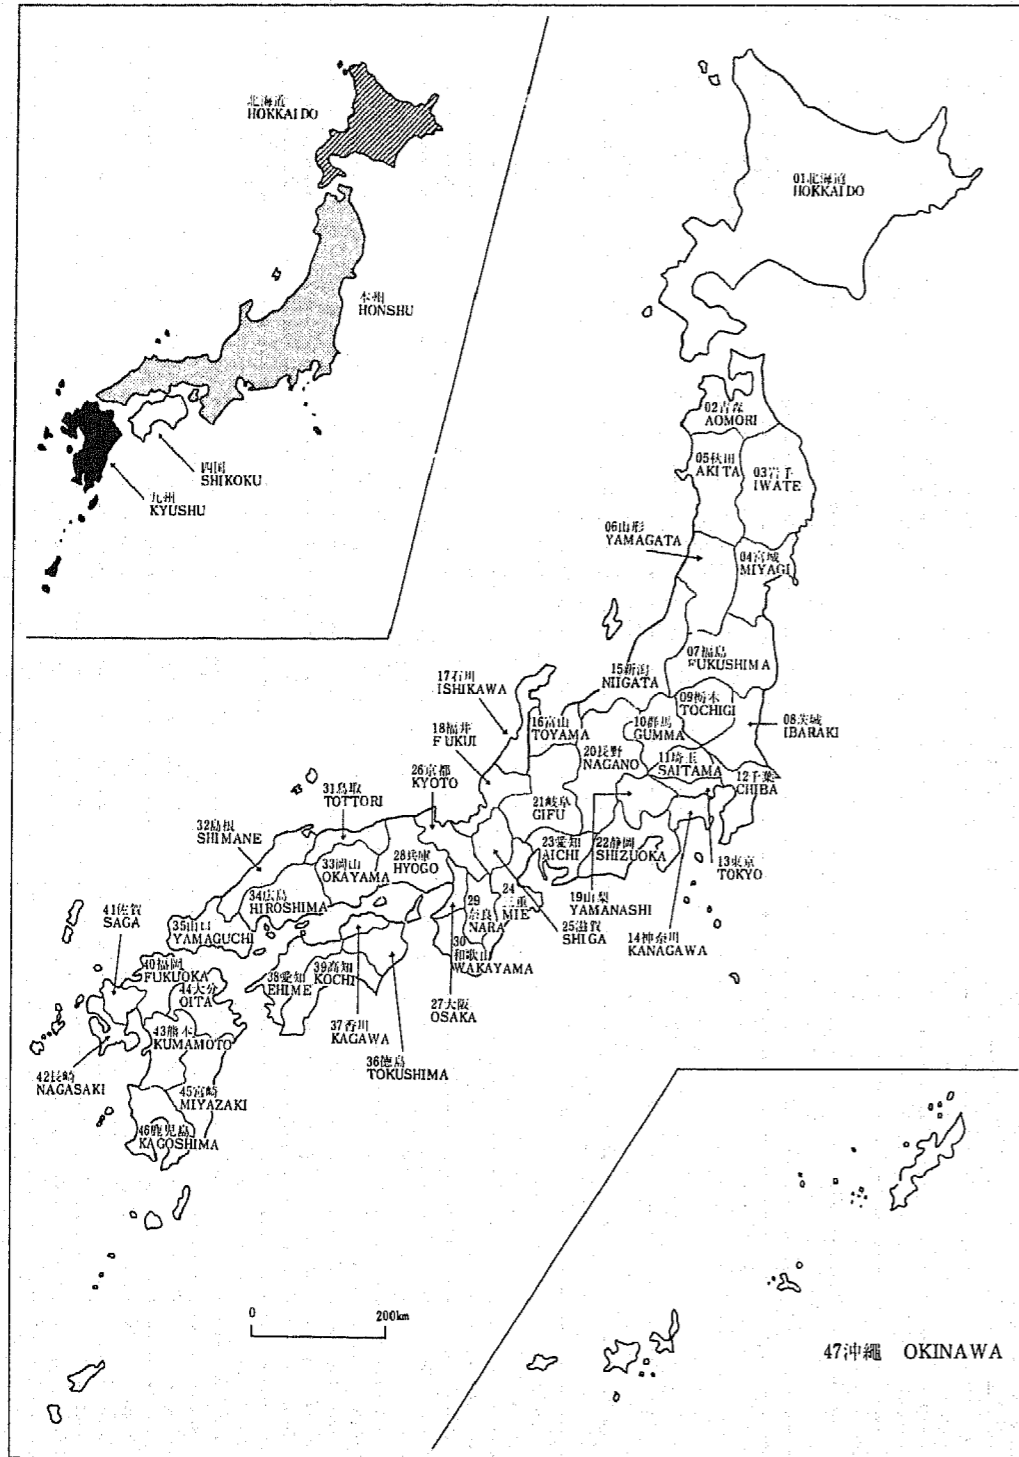 北海道
HOKKAIDO
本州
HONSHU
四国
SHIKOKU
九州
KYUSHU
01北海道
HOKKAIDO
02青森
AOMORI
05秋田
AKITA
03岩手
IWATE
06山形
YAMAGATA
04宮城
MIYAGI
07福島
FUKUSHIMA
15新潟
NIIGATA
17石川
ISHIKAWA
09栃木
TOCHIGI
08茨城
IBARAKI
16富山
TOYAMA
10群馬
GUMMA
18福井
FUKUJI
20長野
NAGANO
11埼玉
SAITAMA
26京都
KYOTO
12千葉
CHIBA
31鳥取
TOTTORI
21岐阜
GIFU
32島根
SHIMANE
23愛知
AICHI
22静岡
SHIZUOKA
28兵庫
HYOGO
33岡山
OKAYAMA
13東京
TOKYO
34広島
HIROSHIMA
24
三重
MIE
19山梨
YAMANASHI
29
奈良
NARA
41佐賀
SAGA
25滋賀
SHIGA
35山口
YAMAGUCHI
14神奈川
KANAGAWA
30
和歌山
WAKAYAMA
40福岡
FUKUOKA
39高知
KOCHI
38愛知
EHIME
44大分
OITA
27大阪
OSAKA
43熊本
KUMAMOTO
37香川
KAGAWA
36徳島
TOKUSHIMA
42長崎
NAGASAKI
45宮崎
MIYAZAKI
46鹿児島
KAGOSHIMA
0 200km
47沖縄 OKINAWA